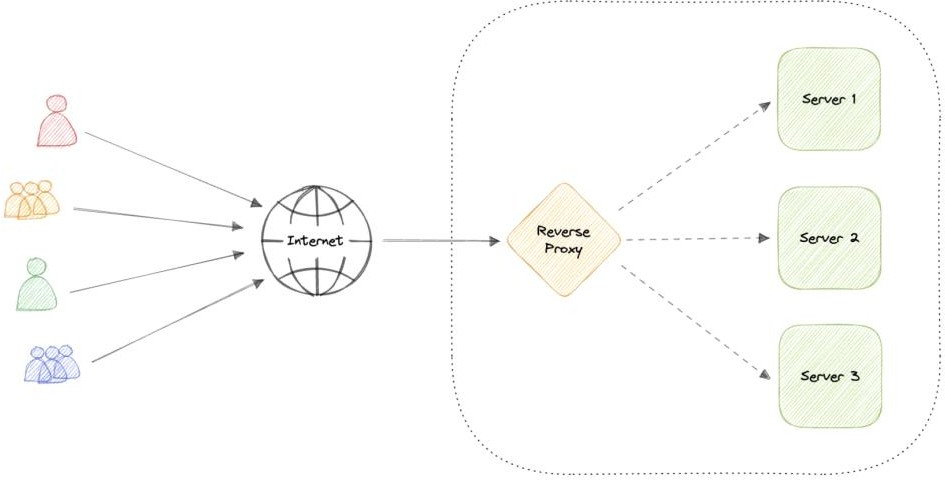 Server 1
Internet
Reverse
Proxy
Server 2
Server 3